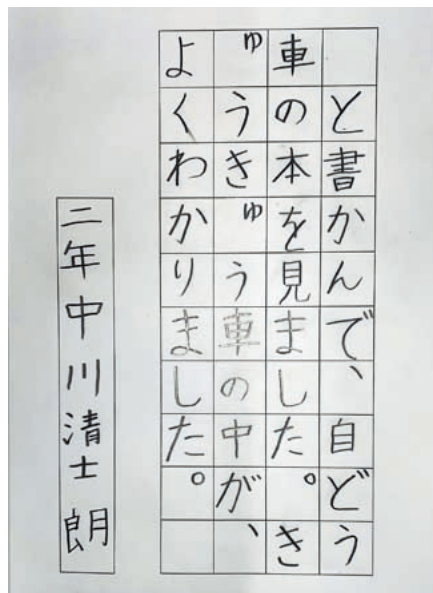 と書かんで、自どう
車の本を見ました。き
ゅうきゅう車の中が、
よくわかりました。
二年中川清士朗